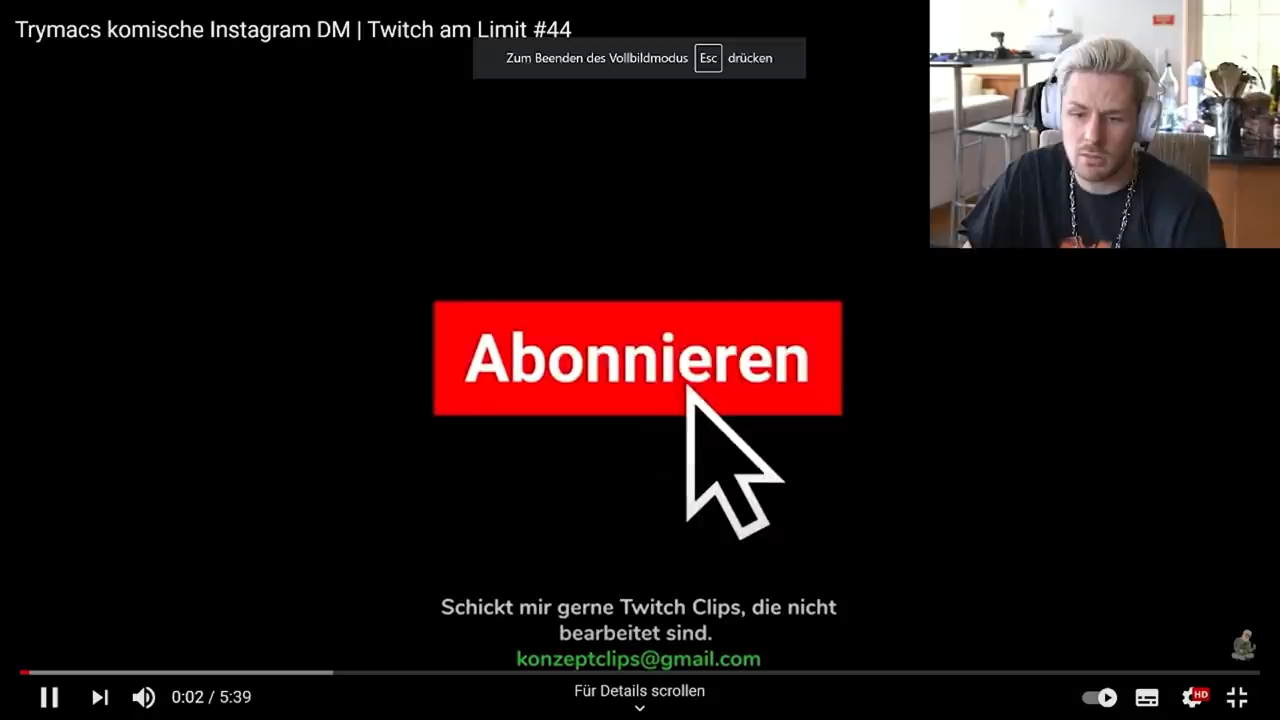 Trymacs komische Instagram DM | Twitch am Limit #44
Zum Beenden des Vollbildmodus Esc drücken
Abonnieren
Schickt mir gerne Twitch Clips, die nicht
bearbeitet sind.
konzeptclips@gmail.com
0:02 / 5:39
Für Details scrollen
HD